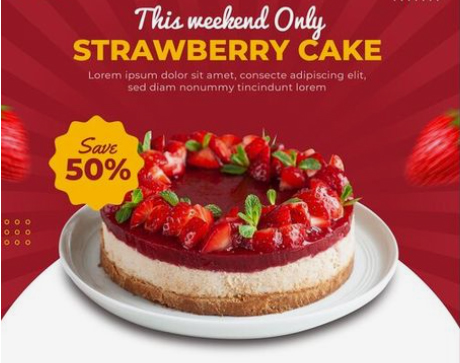 This weekend Only
STRAWBERRY CAKE
Lorem ipsum dolor sit amet, consecte adipiscing elit,
sed diam nonummy tincindunt lorem
Save
50%